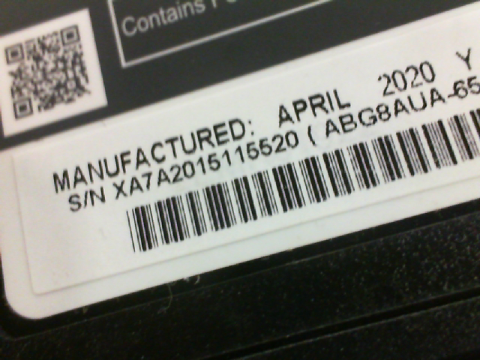 Contains
MANUFACTURED: APRIL 2020 Y
S/N XA7A2015115520 ( ABG8AUA-65